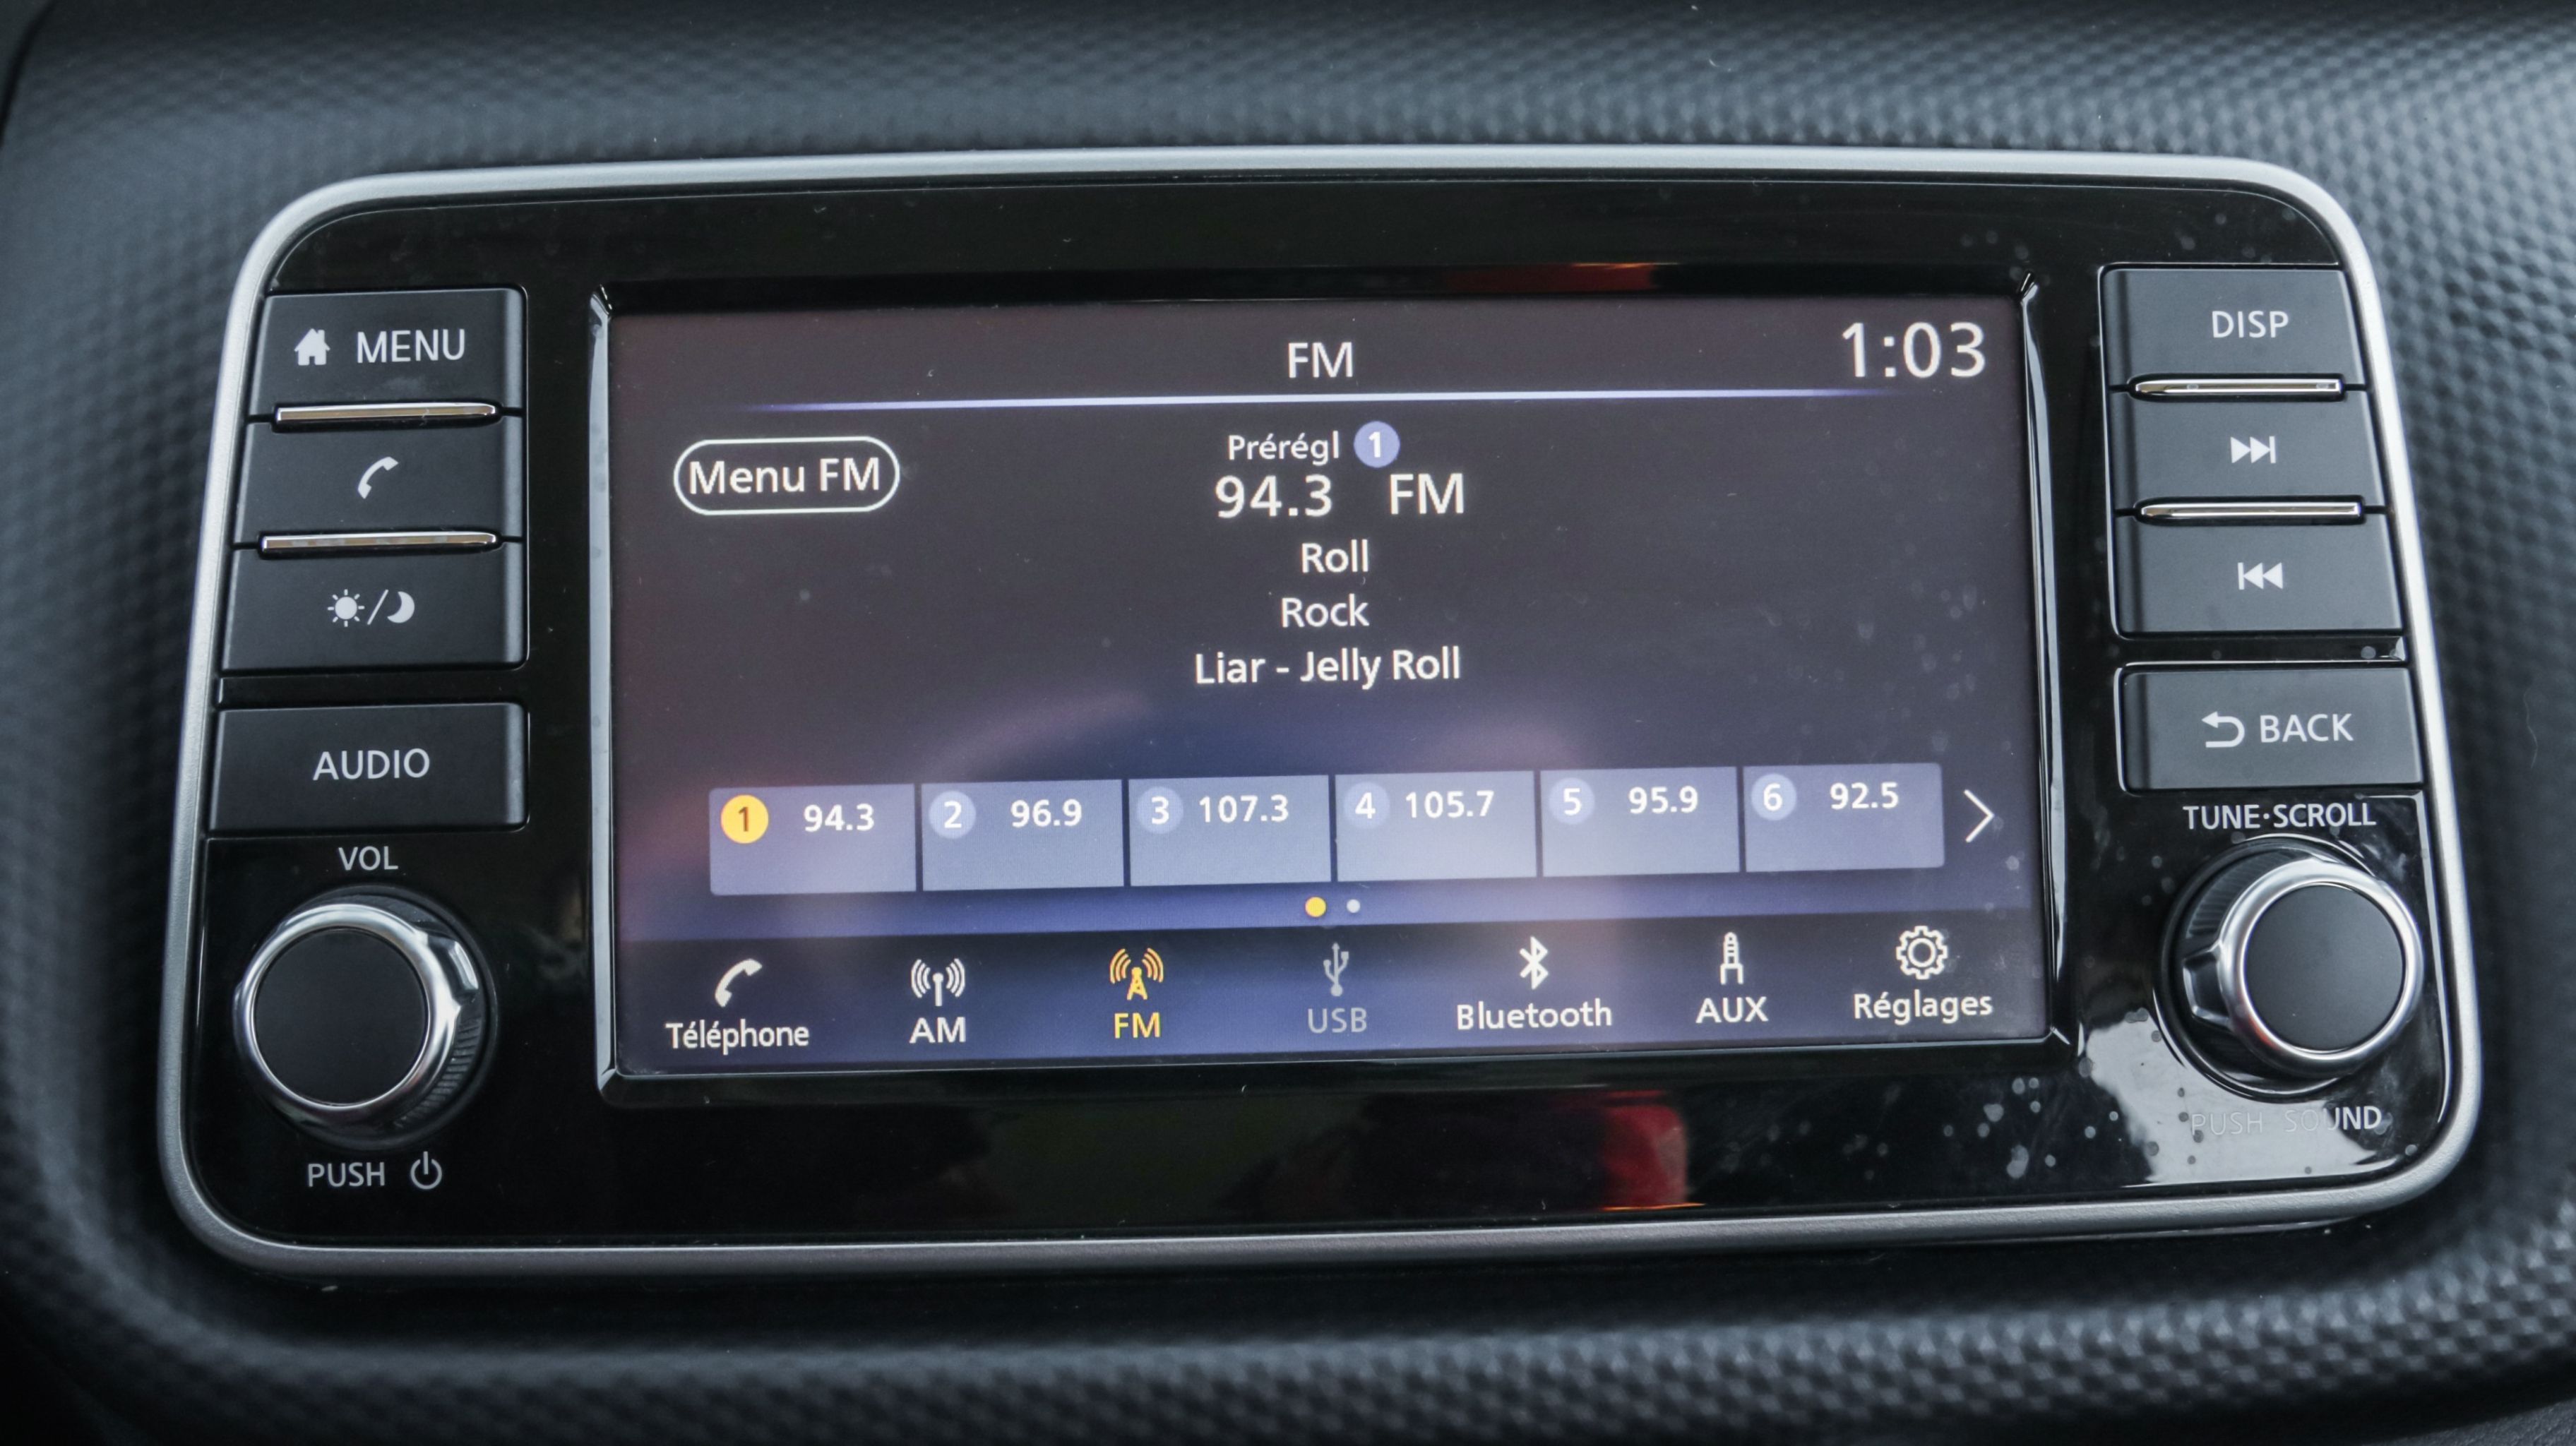 MENU
AUDIO
VOL
PUSH
FM
1:03
Menu FM
Prérégl 1
94.3 FM
Roll
Rock
Liar - Jelly Roll
1 94.3 2 96.9 3 107.3 4 105.7 5 95.9 6 92.5
Téléphone AM FM USB Bluetooth AUX Réglages
DISP
BACK
TUNE·SCROLL
PUSH SOUND